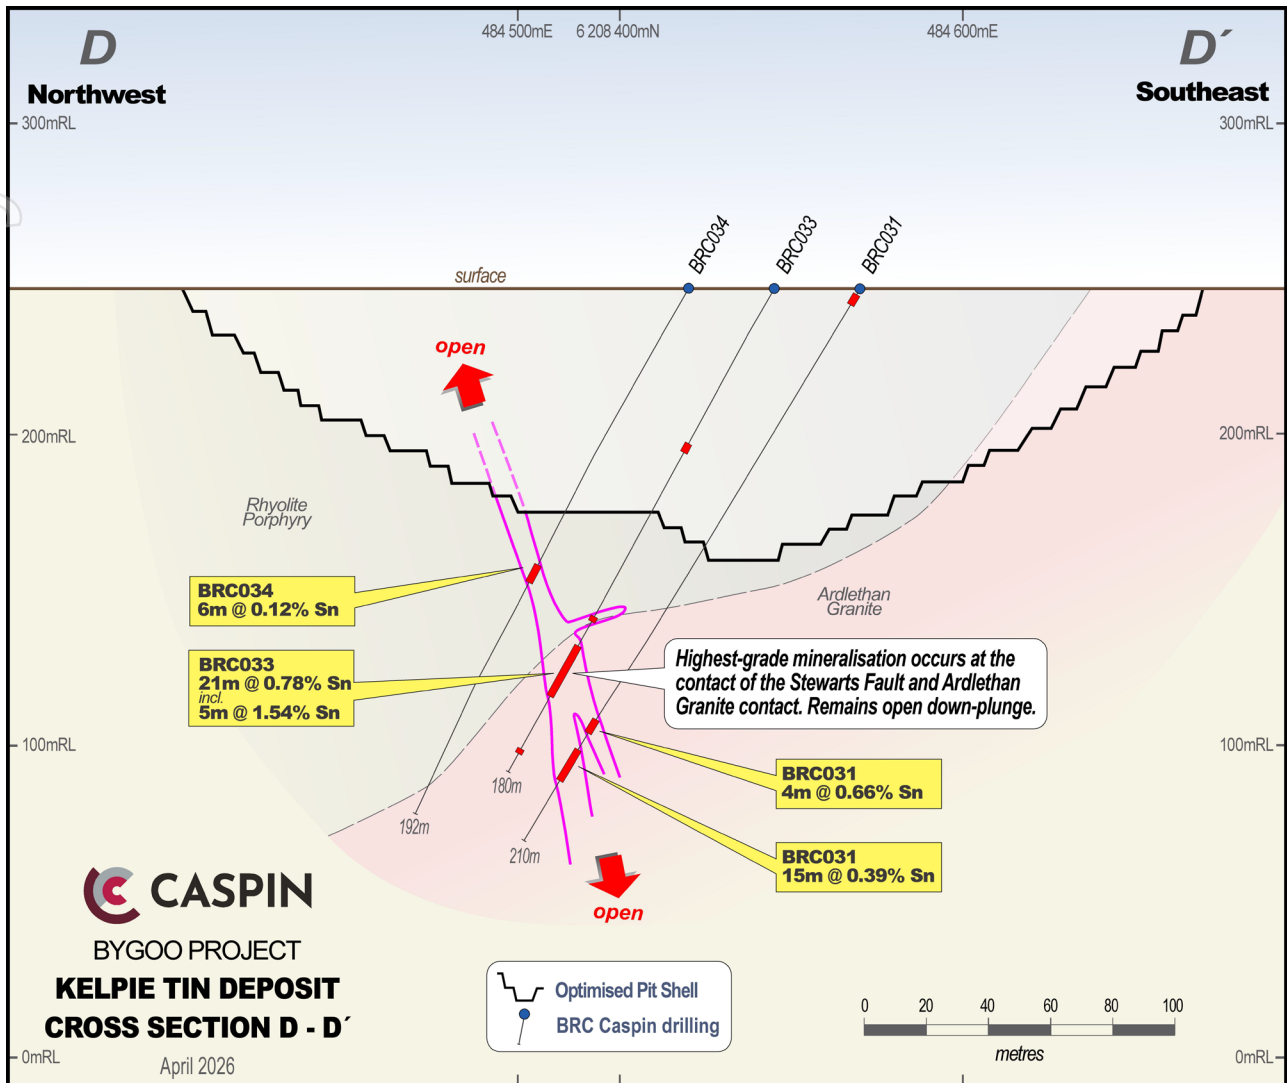 D
Northwest
484 500mE
6 208 400mN
484 600mE
D´
Southeast
300mRL
300mRL
surface
BRC034
BRC033
BRC031
open
200mRL
200mRL
Rhyolite
Porphyry
Ardlethan
Granite
BRC034
6m @ 0.12% Sn
BRC033
21m @ 0.78% Sn
incl.
5m @ 1.54% Sn
Highest-grade mineralisation occurs at the
contact of the Stewarts Fault and Ardlethan
Granite contact. Remains open down-plunge.
100mRL
100mRL
BRC031
4m @ 0.66% Sn
180m
192m
210m
BRC031
15m @ 0.39% Sn
open
CASPIN
BYGOO PROJECT
KELPIE TIN DEPOSIT
CROSS SECTION D - D´
April 2026
Optimised Pit Shell
BRC Caspin drilling
0 20 40 60 80 100
metres
0mRL
0mRL